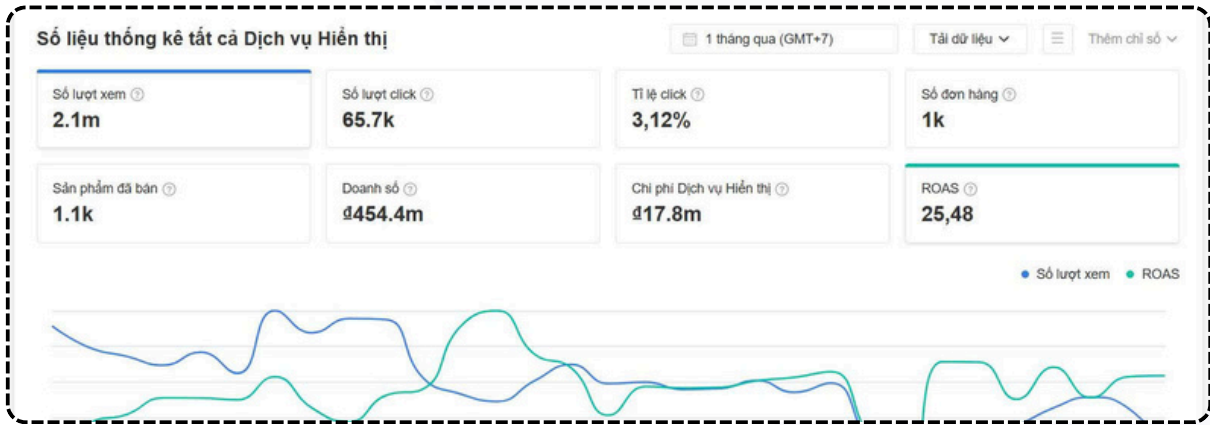 Số liệu thống kê tất cả Dịch vụ Hiển thị
1 tháng qua (GMT+7)
Tải dữ liệu
Thêm chỉ số
Số lượt xem
2.1m
Số lượt click
65.7k
Tỉ lệ click
3,12%
Số đơn hàng
1k
Sản phẩm đã bán
1.1k
Doanh số
₫454.4m
Chi phí Dịch vụ Hiển thị
₫17.8m
ROAS
25,48
Số lượt xem
ROAS